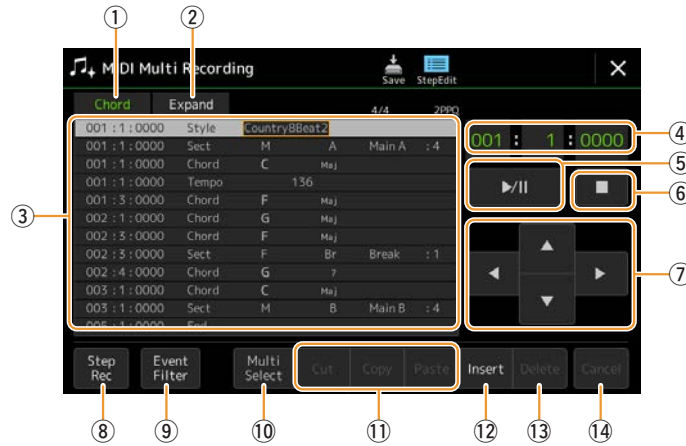 ① ②
MIDI Multi Recording Save StepEdit ×
Chord Expand 4/4 2PPQ
001 : 1 : 0000 Style Country8Beat2
001 : 1 : 0000 Sect M A Main A : 4
001 : 1 : 0000 Chord C Maj
001 : 1 : 0000 Tempo 136
001 : 3 : 0000 Chord F Maj
002 : 1 : 0000 Chord G Maj
002 : 3 : 0000 Chord F Maj
002 : 3 : 0000 Sect F Br Break : 1
002 : 4 : 0000 Chord G 7
003 : 1 : 0000 Chord C Maj
003 : 1 : 0000 Sect M B Main B : 4
005 : 1 : 0000 End
001 : 1 : 0000
③ ④ ⑤ ⑥ ⑦
Step Rec
Event Filter
Multi Select
Cut Copy Paste
Insert Delete Cancel
⑧ ⑨ ⑩ ⑪ ⑫ ⑬ ⑭